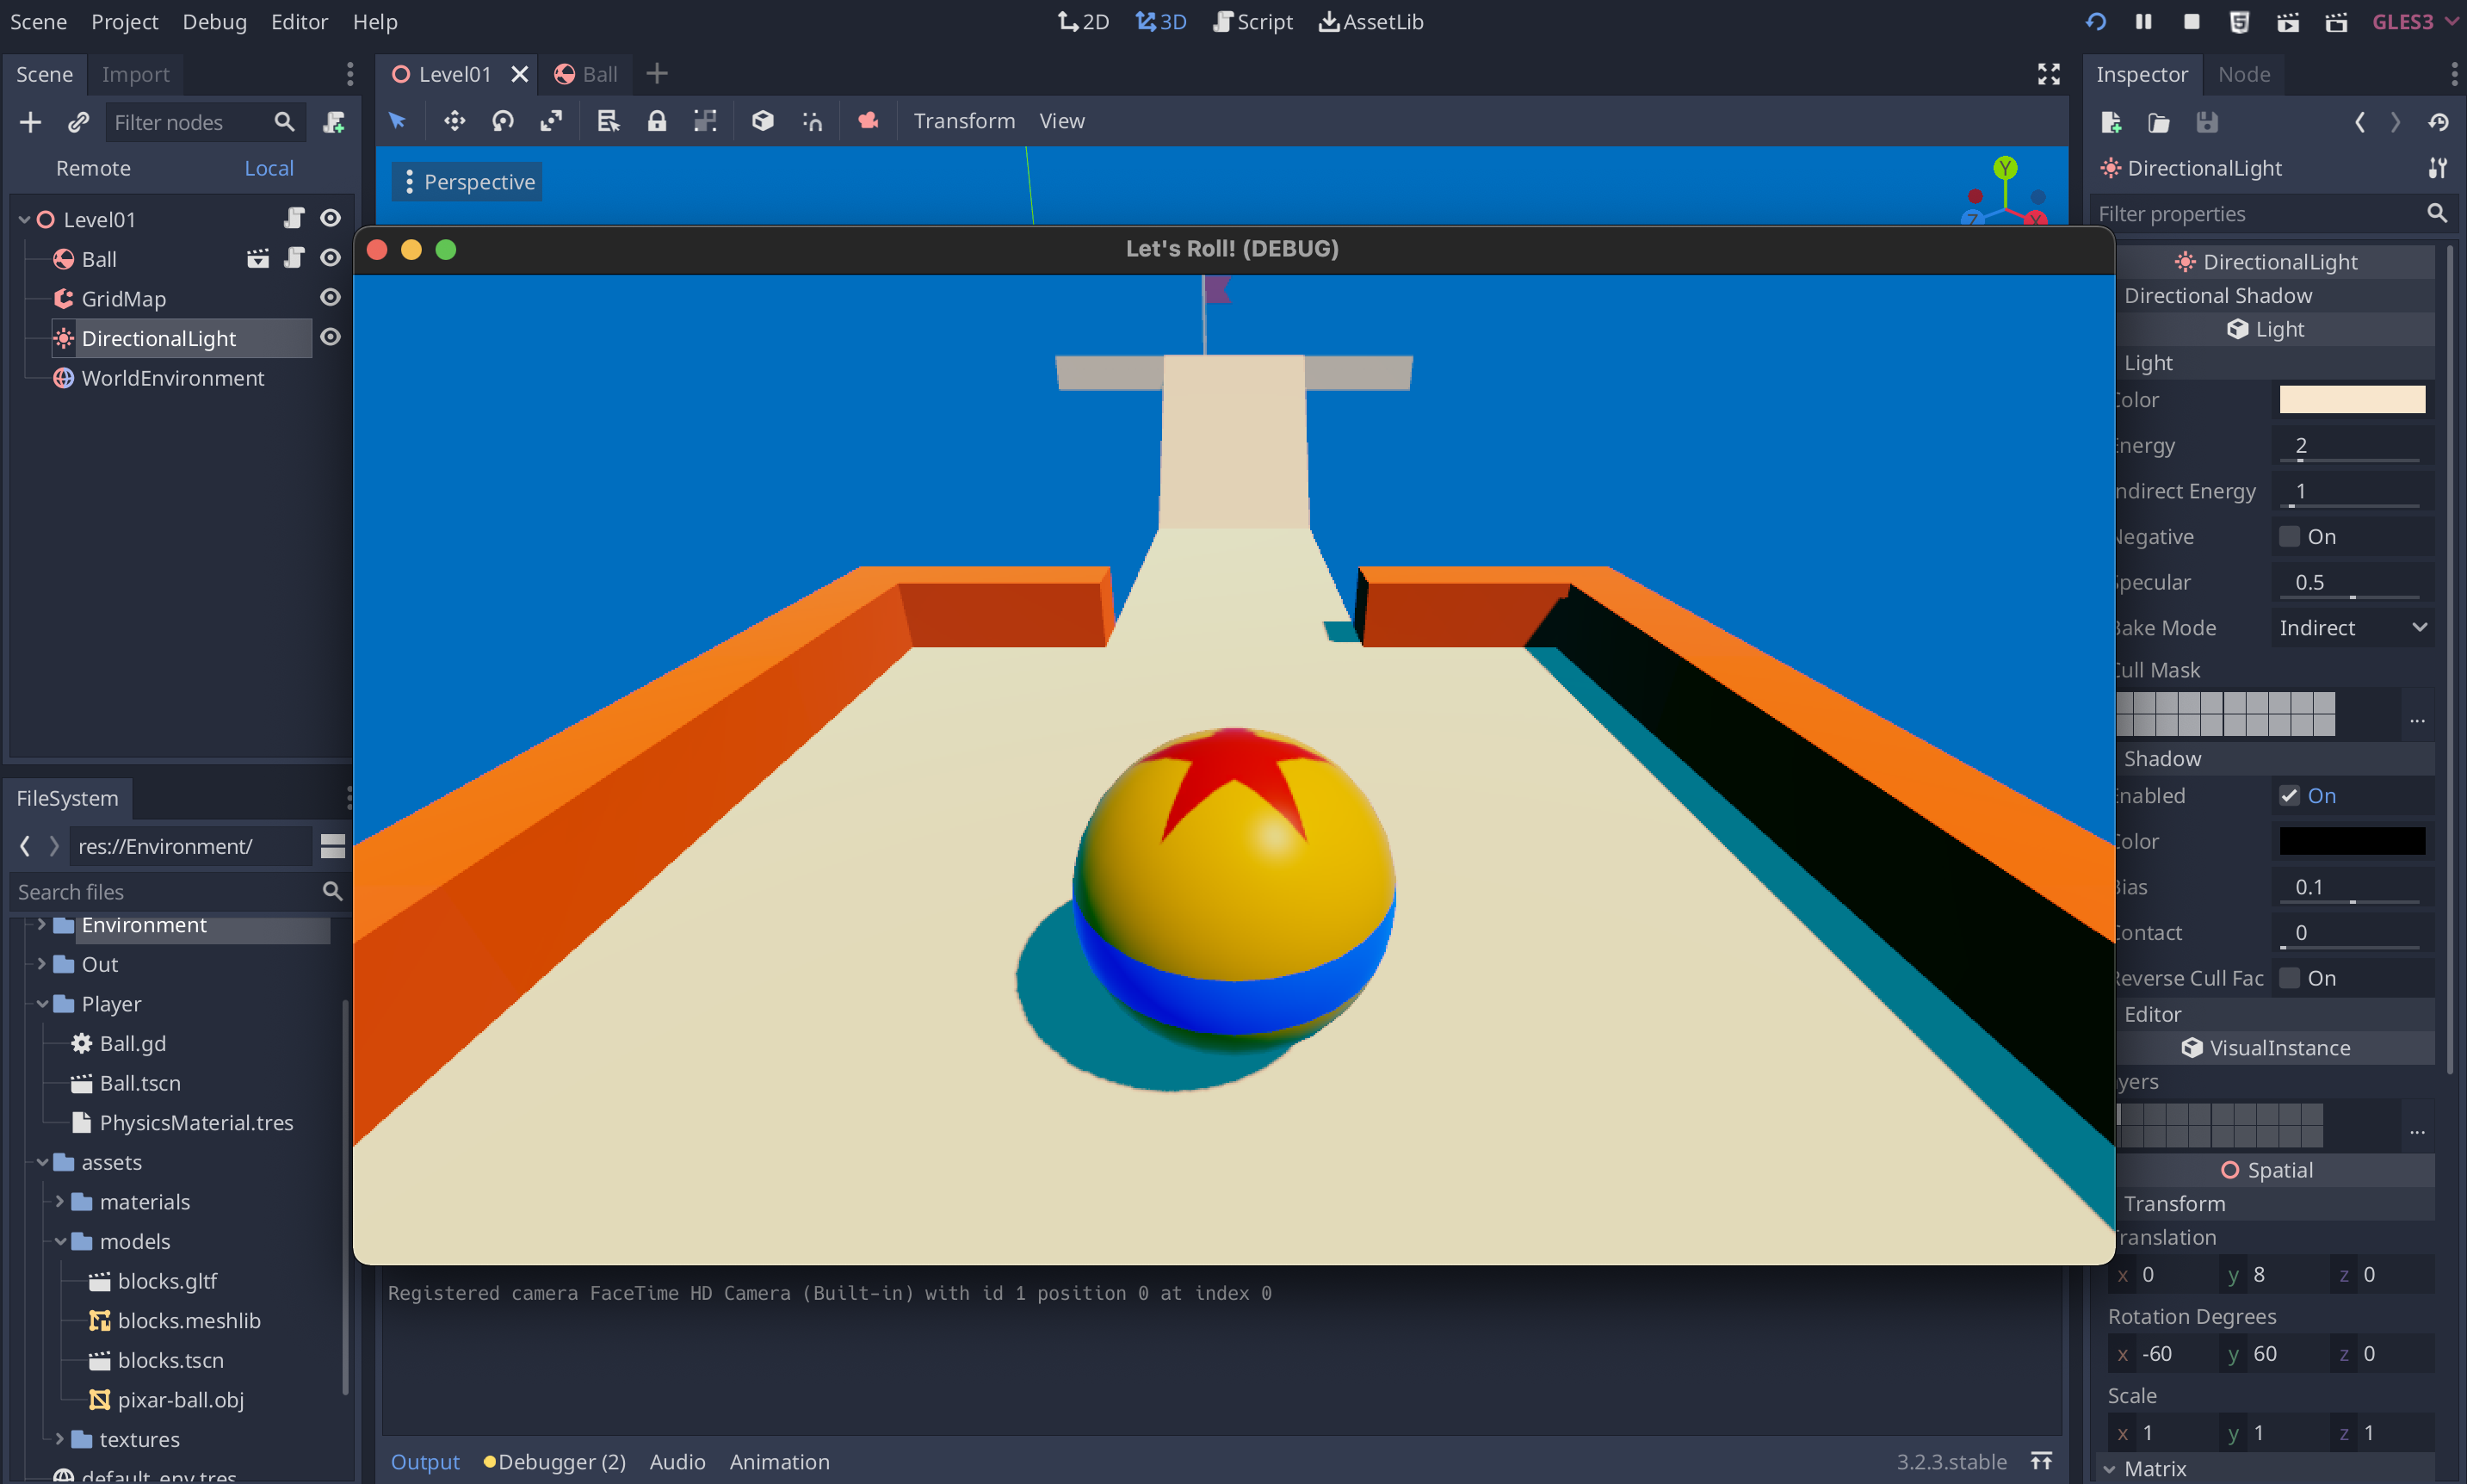 Scene Project Debug Editor Help
2D 3D Script AssetLib
GLES3
Scene Import
Level01 Ball
Inspector Node
Filter nodes
Transform View
Remote Local
Perspective
Y
Z X
DirectionalLight
Filter properties
Level01
Ball
GridMap
DirectionalLight
WorldEnvironment
Let's Roll! (DEBUG)
DirectionalLight
Directional Shadow
Light
Light
Color
Energy 2
Indirect Energy 1
Negative On
Specular 0.5
Bake Mode Indirect
Cull Mask
...
Shadow
Enabled On
Color
Bias 0.1
Contact 0
Reverse Cull Fac On
Editor
VisualInstance
Layers
...
Spatial
Transform
Translation
x 0 y 8 z 0
Rotation Degrees
x -60 y 60 z 0
Scale
x 1 y 1 z 1
Matrix
FileSystem
res://Environment/
Search files
Environment
Out
Player
Ball.gd
Ball.tscn
PhysicsMaterial.tres
assets
materials
models
blocks.gltf
blocks.meshlib
blocks.tscn
pixar-ball.obj
textures
default_env.tres
Registered camera FaceTime HD Camera (Built-in) with id 1 position 0 at index 0
Output Debugger (2) Audio Animation
3.2.3.stable